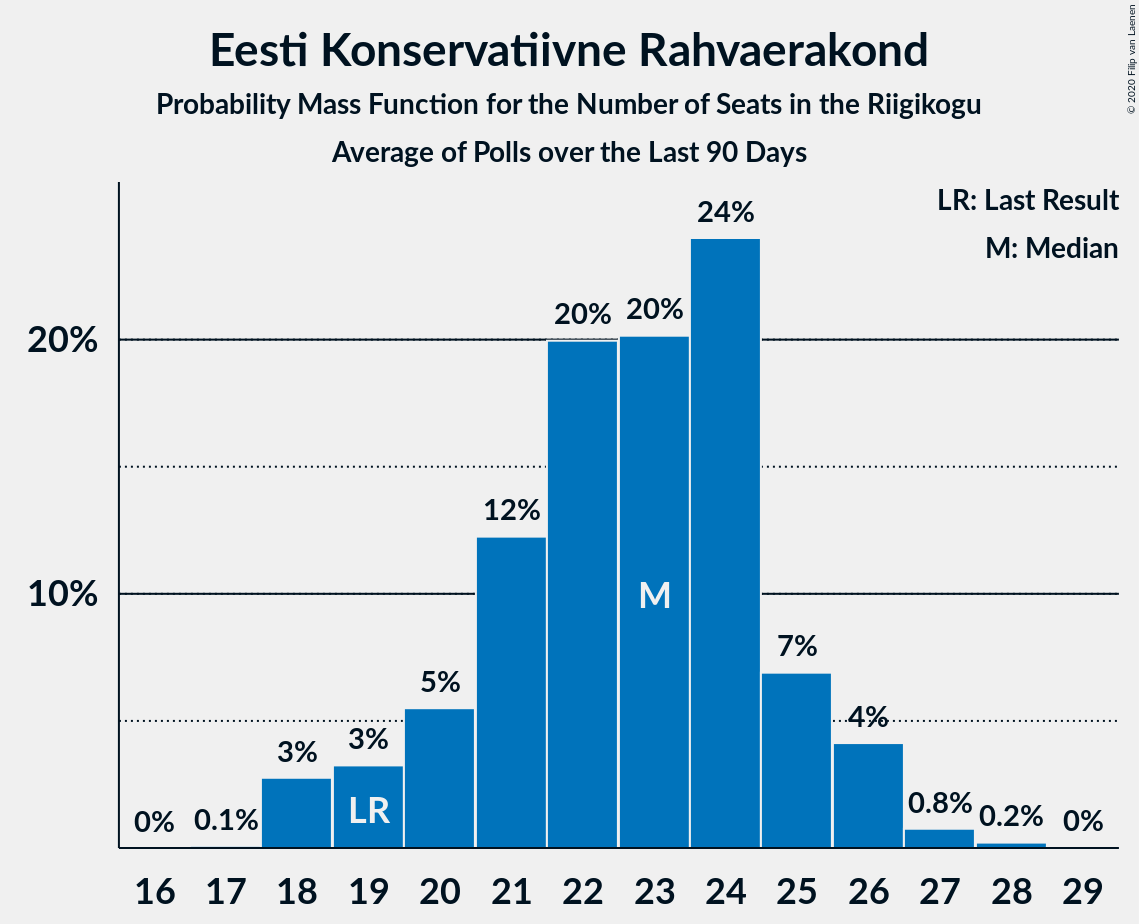 Eesti Konservatiivne Rahvaerakond
Probability Mass Function for the Number of Seats in the Riigikogu
Average of Polls over the Last 90 Days
© 2020 Filip van Laenen
LR: Last Result
M: Median
24%
20% 20%
20%
12%
10%
M
7%
5%
4%
3% 3%
LR
0% 0.1% 0.8% 0.2% 0%
16 17 18 19 20 21 22 23 24 25 26 27 28 29